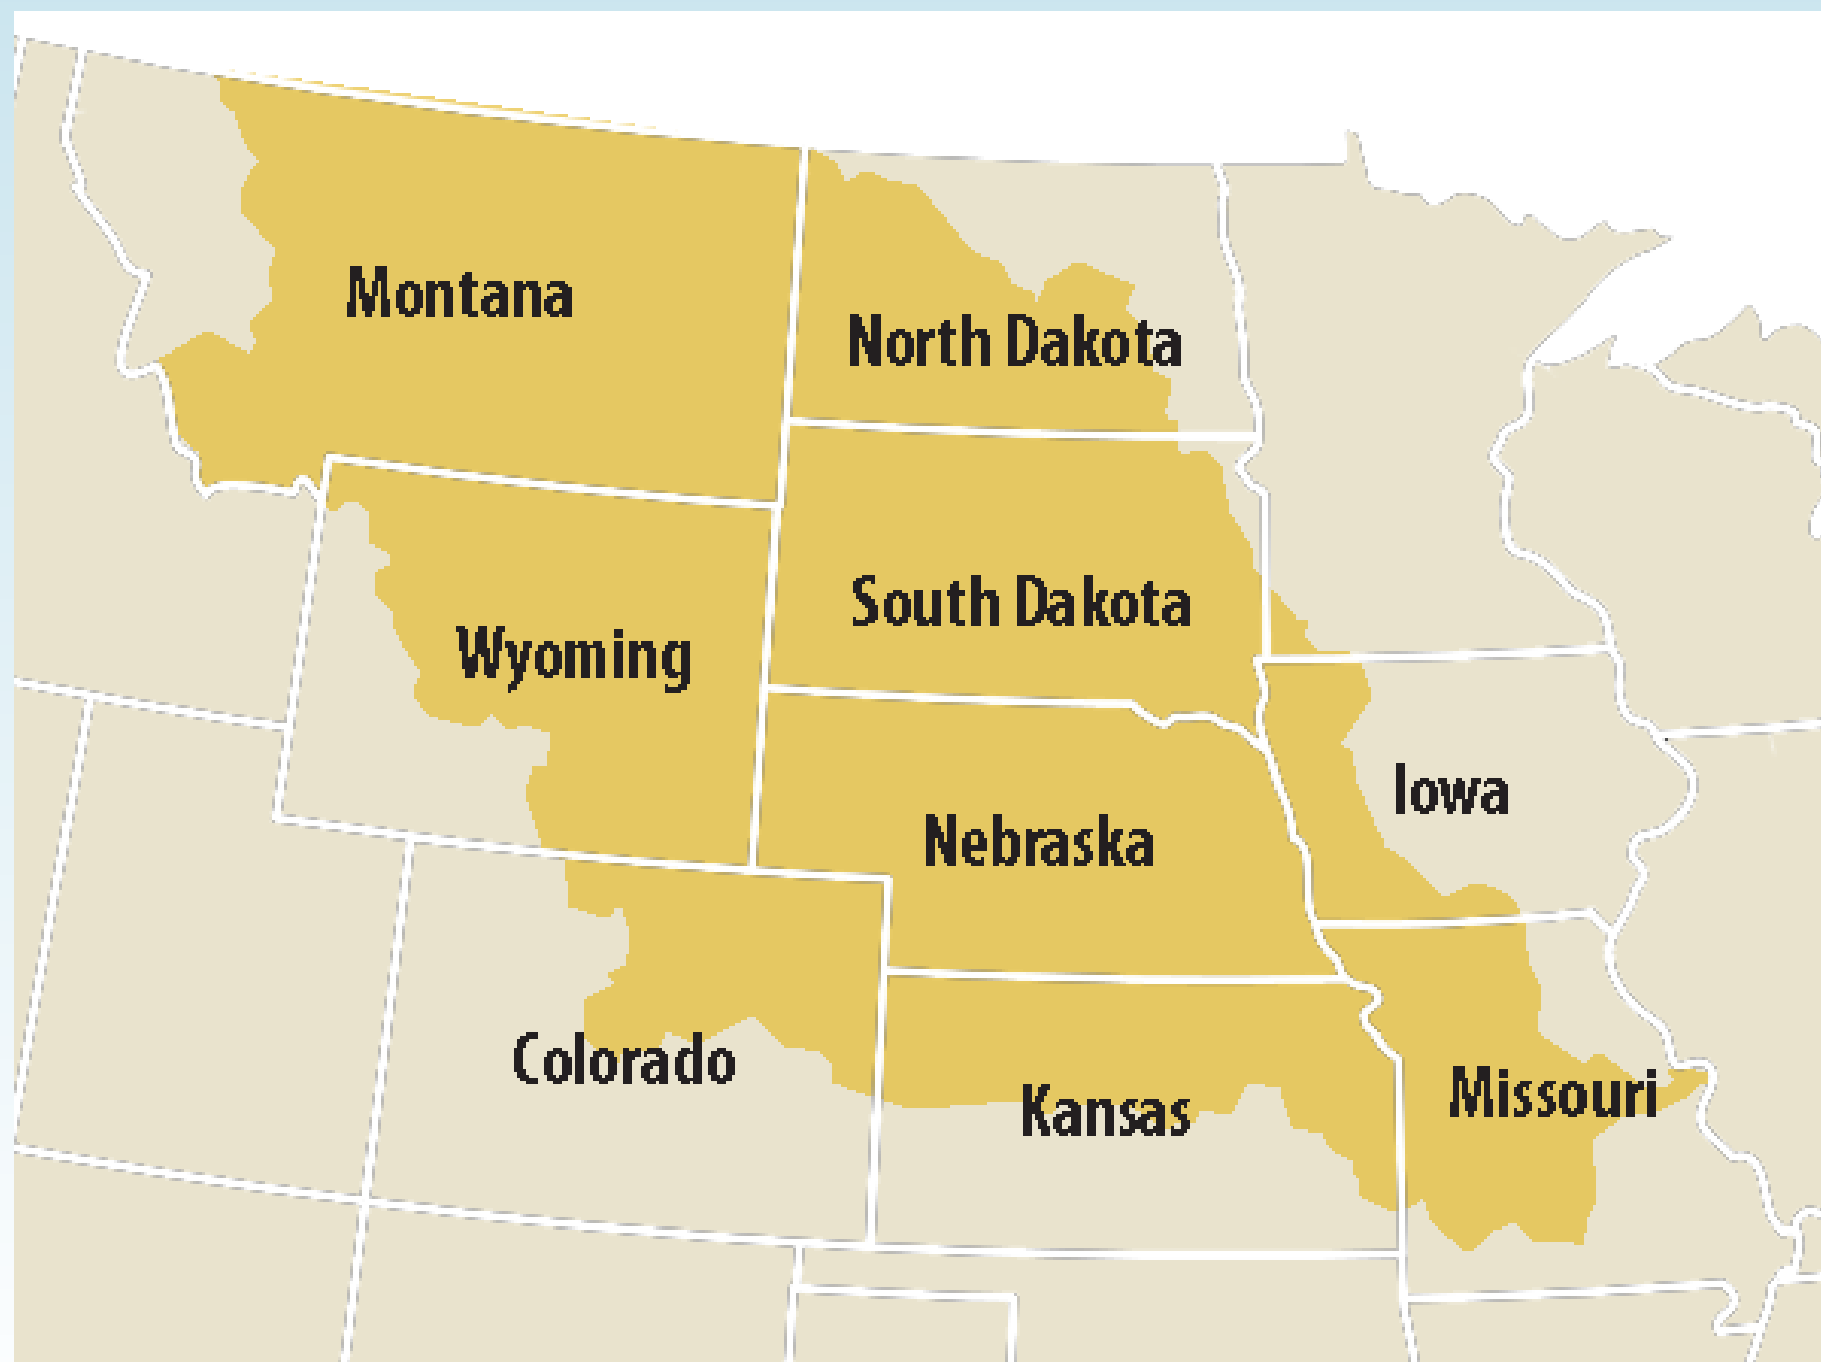 Montana
North Dakota
South Dakota
Wyoming
Iowa
Nebraska
Colorado
Kansas
Missouri